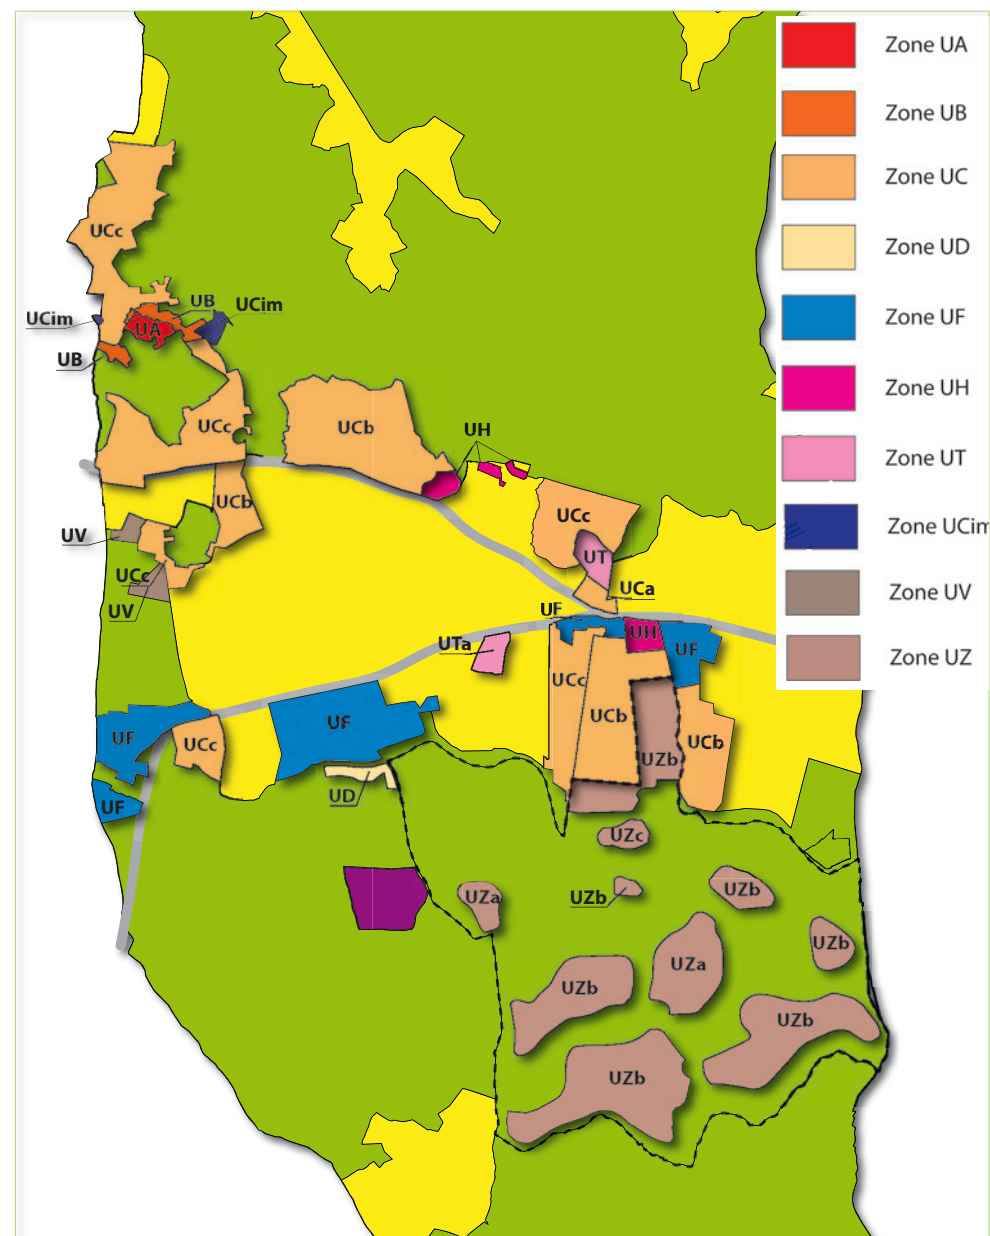 Zone UA
Zone UB
Zone UC
Zone UD
Zone UF
Zone UH
Zone UT
Zone UCim
Zone UV
Zone UZ
UCc
UB
UCim
UCim
UA
UB
UCc
UCb
UH
UCb
UCc
UV
UT
UCc
UCa
UV
UF
UH
UTa
UF
UCc
UCb
UF
UF
UCc
UCb
UZb
UD
UF
UZc
UZb
UZb
UZa
UZb
UZa
UZb
UZb
UZb